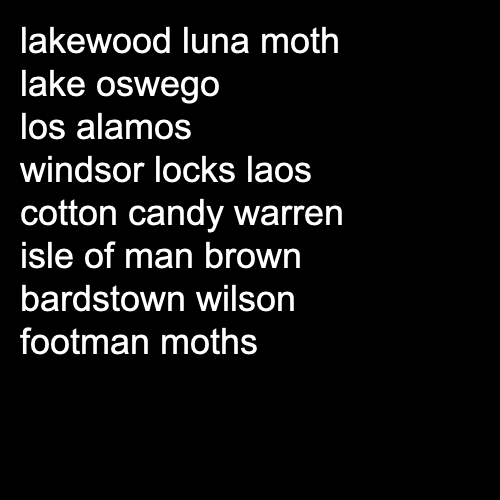 lakewood luna moth
lake oswego
los alamos
windsor locks laos
cotton candy warren
isle of man brown
bardstown wilson
footman moths